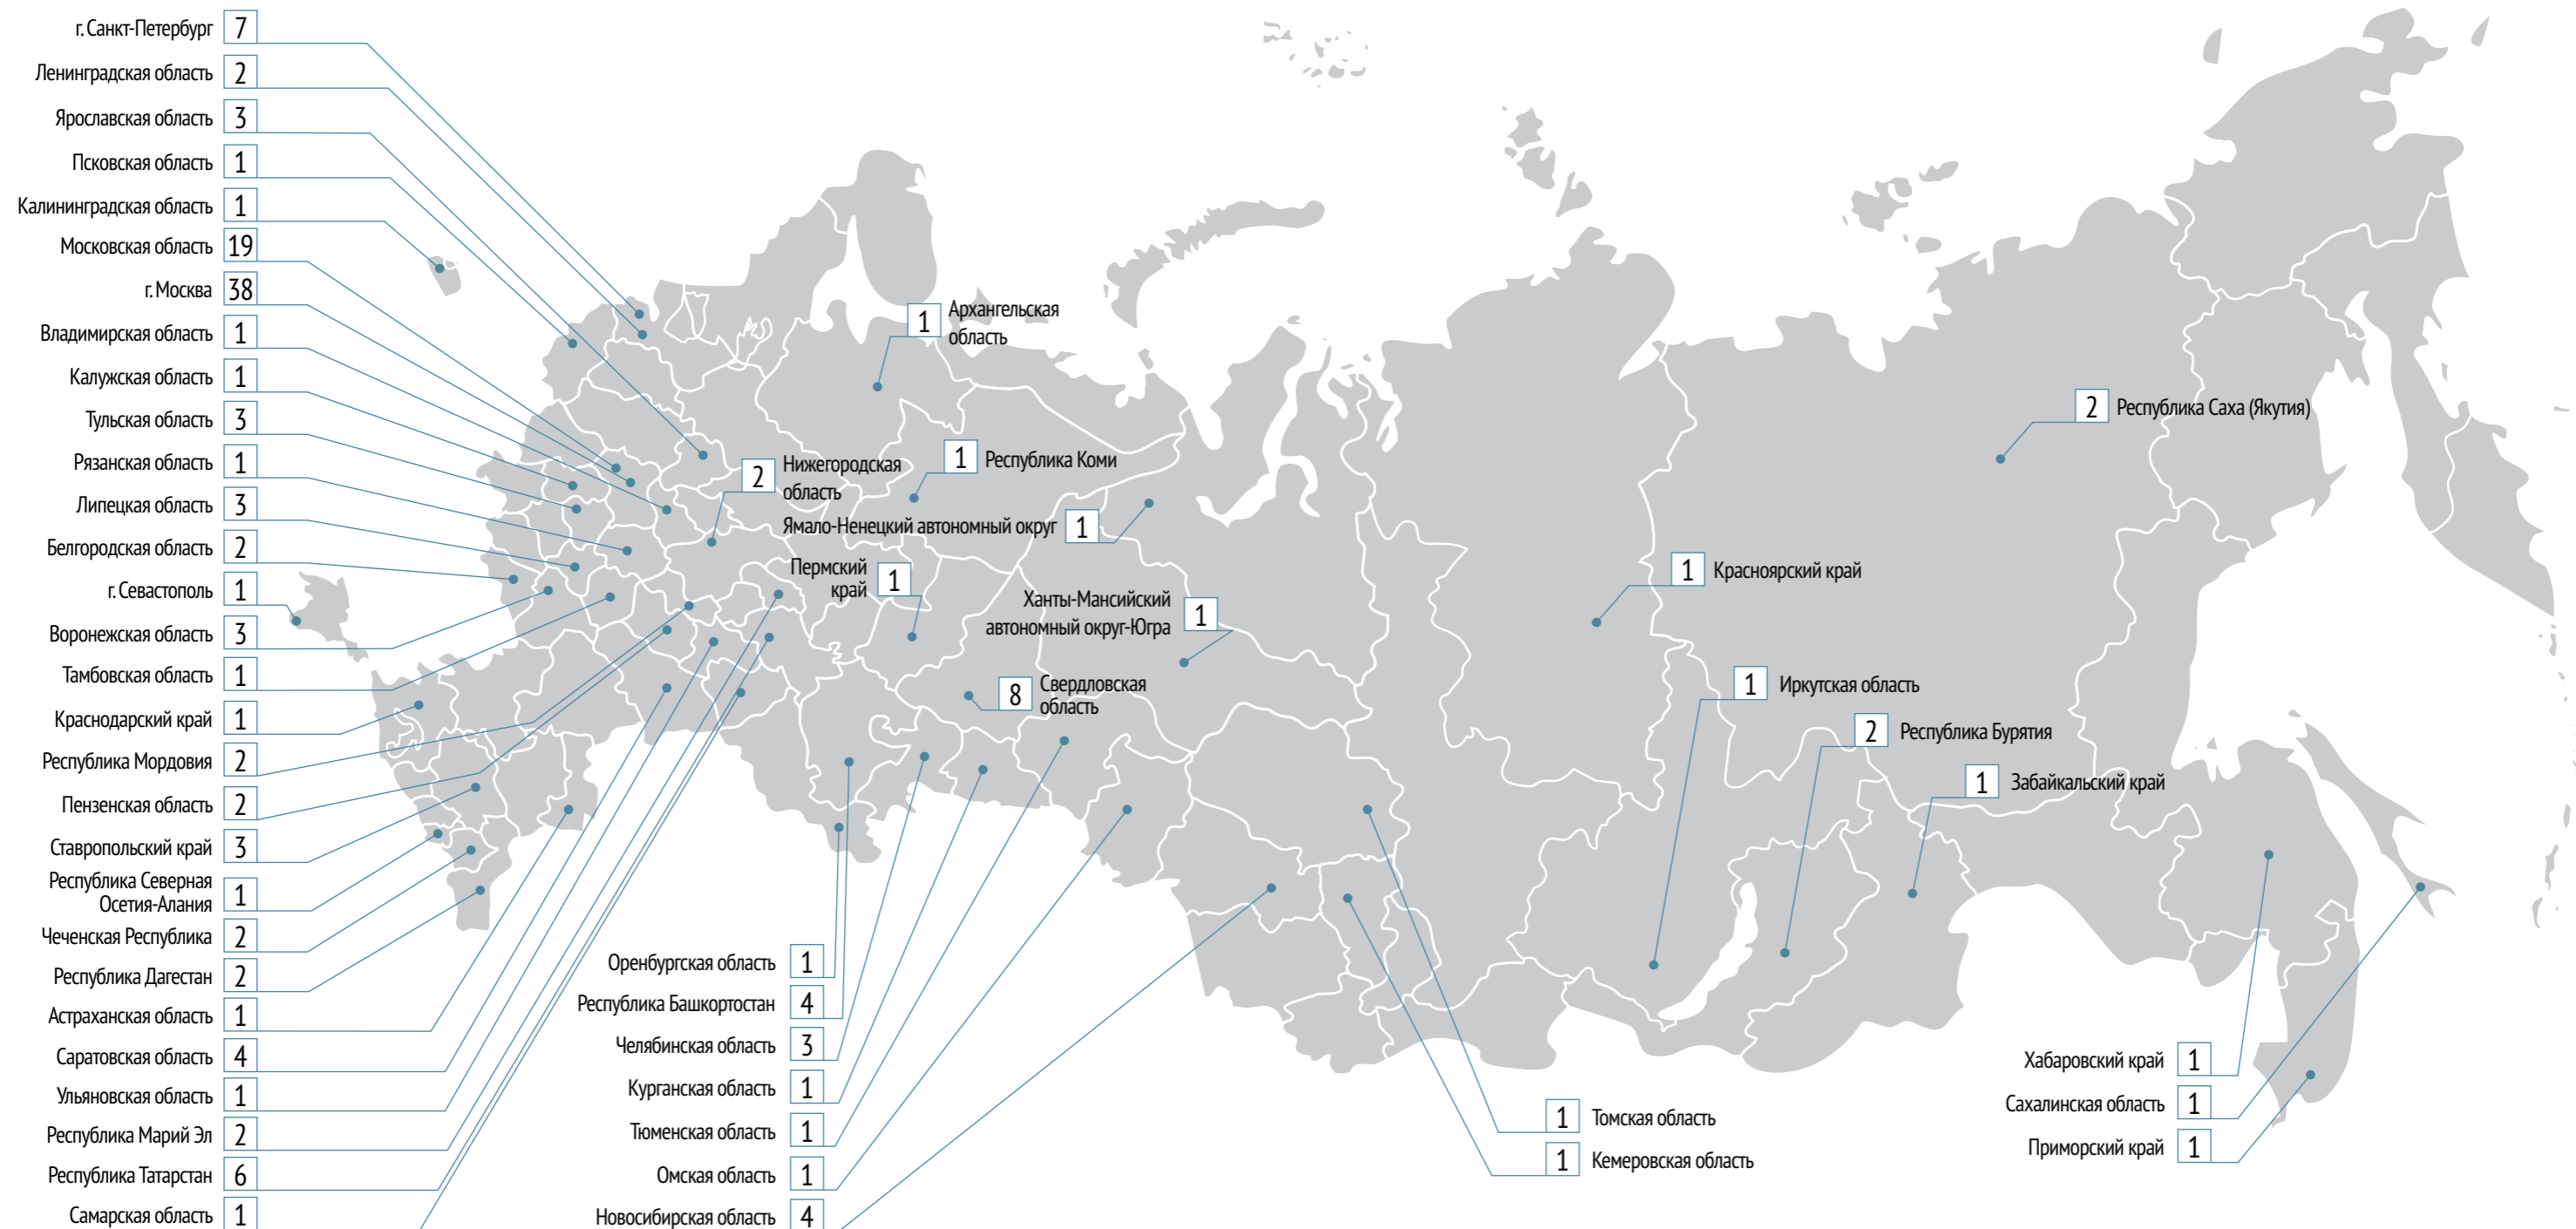 г. Санкт-Петербург 7
Ленинградская область 2
Ярославская область 3
Псковская область 1
Калининградская область 1
Московская область 19
г. Москва 38
Владимирская область 1
Калужская область 1
Тульская область 3
Рязанская область 1
Липецкая область 3
Белгородская область 2
г. Севастополь 1
Воронежская область 3
Тамбовская область 1
Краснодарский край 1
Республика Мордовия 2
Пензенская область 2
Ставропольский край 3
Республика Северная
Осетия-Алания 1
Чеченская Республика 2
Республика Дагестан 2
Астраханская область 1
Саратовская область 4
Ульяновская область 1
Республика Марий Эл 2
Республика Татарстан 6
Самарская область 1
1 Архангельская
область
1 Республика Коми
2 Нижегородская
область
Ямало-Ненецкий автономный округ 1
Пермский
край 1
Ханты-Мансийский
автономный округ-Югра 1
8 Свердловская
область
Оренбургская область 1
Республика Башкортостан 4
Челябинская область 3
Курганская область 1
Тюменская область 1
Омская область 1
Новосибирская область 4
2 Республика Саха (Якутия)
1 Красноярский край
1 Иркутская область
2 Республика Бурятия
1 Забайкальский край
1 Томская область
1 Кемеровская область
Хабаровский край 1
Сахалинская область 1
Приморский край 1